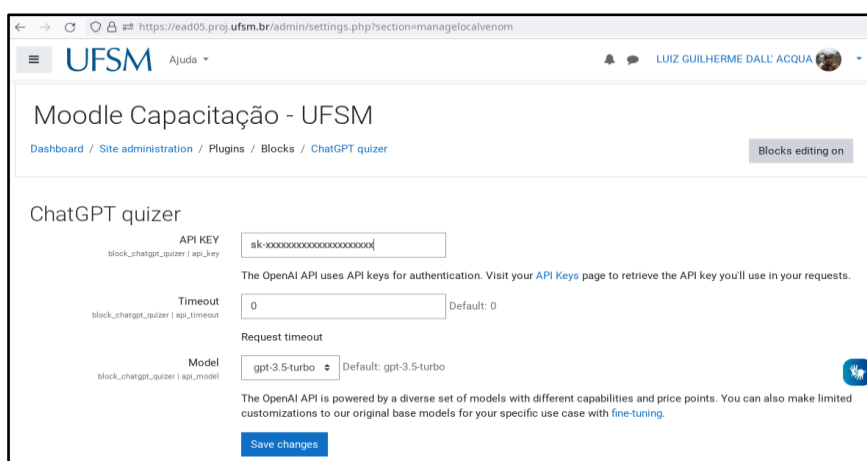 https://ead05.proj.ufsm.br/admin/settings.php?section=managelocalvenom
UFSM Ajuda LUIZ GUILHERME DALL' ACQUA
Moodle Capacitação - UFSM
Dashboard / Site administration / Plugins / Blocks / ChatGPT quizer
Blocks editing on
ChatGPT quizer
API KEY
block_chatgpt_quizer | api_key
sk-xxxxxxxxxxxxxxxxxxxxx
The OpenAI API uses API keys for authentication. Visit your API Keys page to retrieve the API key you'll use in your requests.
Timeout
block_chatgpt_quizer | api_timeout
0 Default: 0
Request timeout
Model
block_chatgpt_quizer | api_model
gpt-3.5-turbo Default: gpt-3.5-turbo
The OpenAI API is powered by a diverse set of models with different capabilities and price points. You can also make limited
customizations to our original base models for your specific use case with fine-tuning.
Save changes